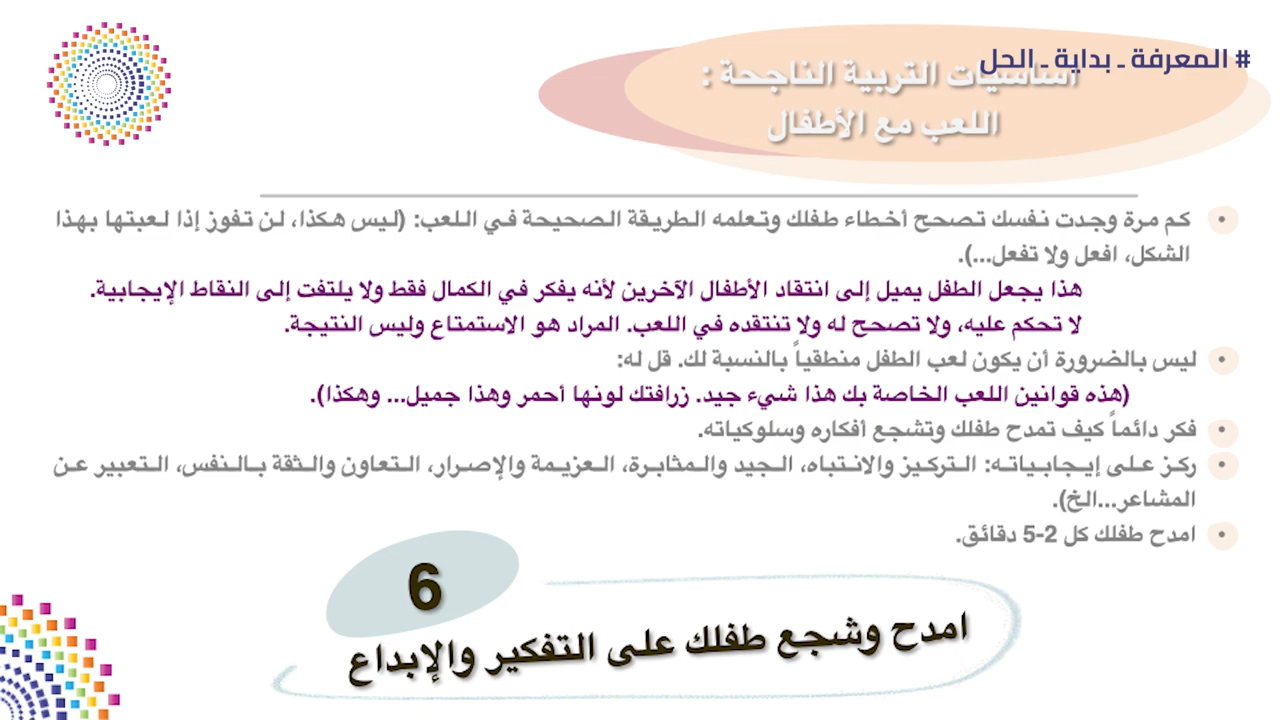 # المعرفة ـ بداية ـ الحل
أساسيات التربية الناجحة :
اللعب مع الأطفال
• كم مرة وجدت نفسك تصحح أخطاء طفلك وتعلمه الطريقة الصحيحة في اللعب: (ليس هكذا، لن تفوز إذا لعبتها بهذا
الشكل، افعل ولا تفعل...).
هذا يجعل الطفل يميل إلى انتقاد الأطفال الآخرين لأنه يفكر في الكمال فقط ولا يلتفت إلى النقاط الإيجابية.
لا تحكم عليه، ولا تصحح له ولا تنتقده في اللعب. المراد هو الاستمتاع وليس النتيجة.
• ليس بالضرورة أن يكون لعب الطفل منطقياً بالنسبة لك. قل له:
(هذه قوانين اللعب الخاصة بك هذا شيء جيد. زرافتك لونها أحمر وهذا جميل... وهكذا).
• فكر دائماً كيف تمدح طفلك وتشجع أفكاره وسلوكياته.
• ركز على إيجابياته: التركيز والانتباه، الجيد والمثابرة، العزيمة والإصرار، التعاون والثقة بالنفس، التعبير عن
المشاعر...الخ).
• امدح طفلك كل 2-5 دقائق.
6
امدح وشجع طفلك على التفكير والإبداع